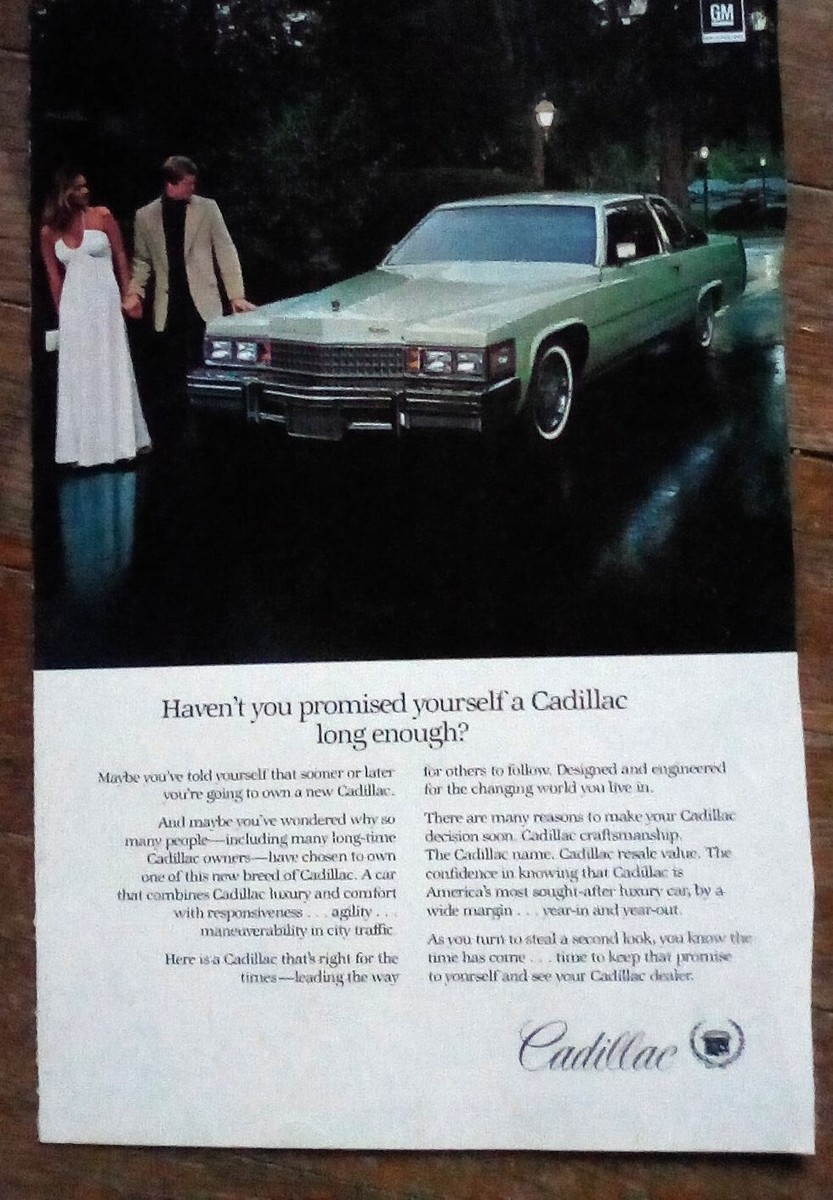 GM
Haven't you promised yourself a Cadillac
long enough?
Maybe you've told yourself that sooner or later
you're going to own a new Cadillac.
And maybe you've wondered why so
many people—including many long-time
Cadillac owners—have chosen to own
one of this new breed of Cadillac. A car
that combines Cadillac luxury and comfort
with responsiveness . . . agility . . .
maneuverability in city traffic.
Here is a Cadillac that's right for the
times—leading the way
for others to follow. Designed and engineered
for the changing world you live in.
There are many reasons to make your Cadillac
decision soon. Cadillac craftsmanship.
The Cadillac name. Cadillac resale value. The
confidence in knowing that Cadillac is
America's most sought-after luxury car, by a
wide margin . . . year-in and year-out.
As you turn to steal a second look, you know the
time has come . . . time to keep that promise
to yourself and see your Cadillac dealer.
Cadillac